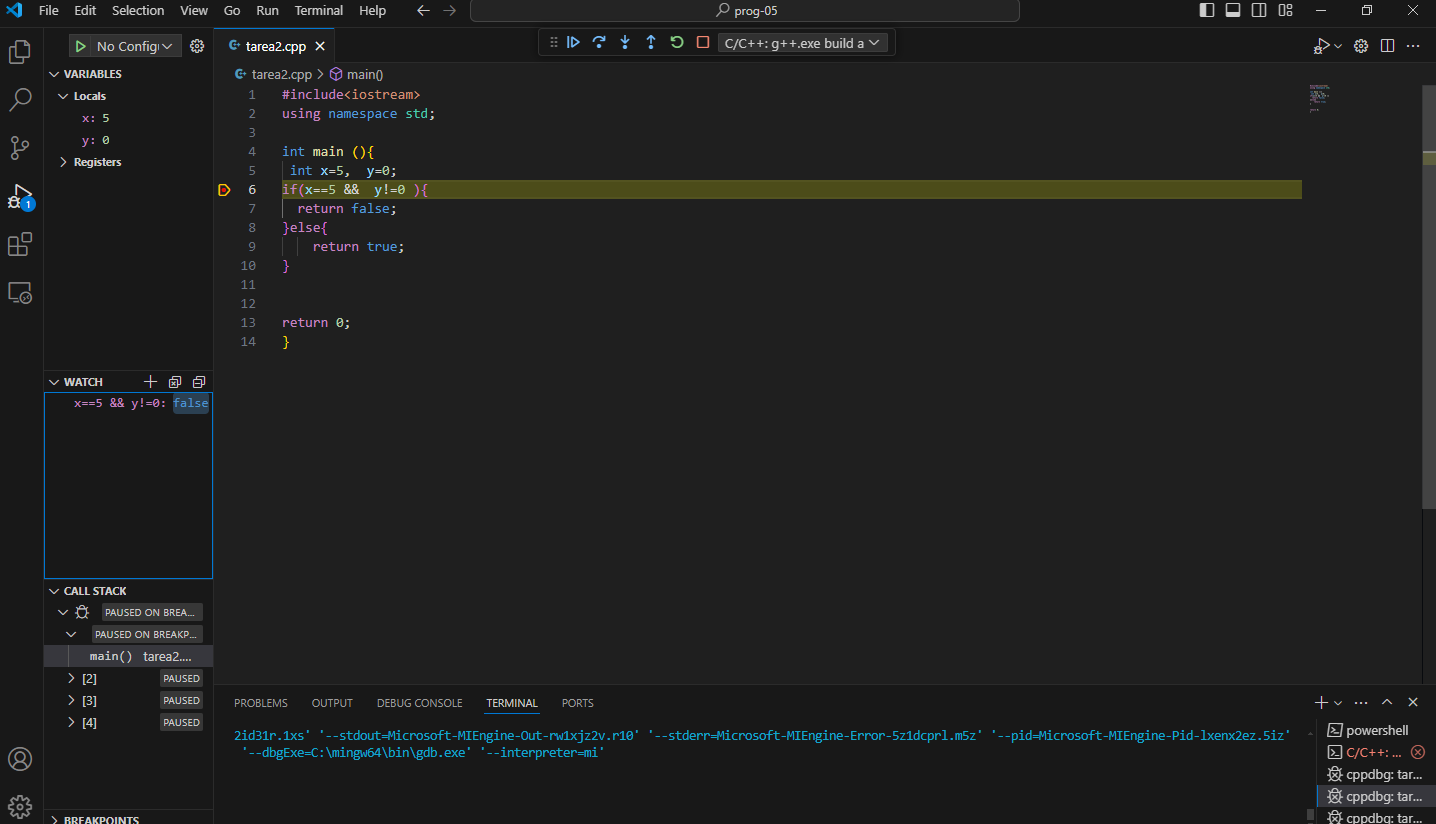 File Edit Selection View Go Run Terminal Help
prog-05
No Config
tarea2.cpp
C/C++: g++.exe build a
VARIABLES
Locals
x: 5
y: 0
Registers
tarea2.cpp > main()
1 #include<iostream>
2 using namespace std;
3
4 int main (){
5 int x=5,  y=0;
6 if(x==5 &&  y!=0 ){
7 return false;
8 }else{
9 return true;
10 }
11
12
13 return 0;
14 }
WATCH
x==5 && y!=0: false
CALL STACK
PAUSED ON BREA...
PAUSED ON BREAKP...
main() tarea2....
[2] PAUSED
[3] PAUSED
[4] PAUSED
BREAKPOINTS
1
PROBLEMS OUTPUT DEBUG CONSOLE TERMINAL PORTS
2id31r.1xs' '--stdout=Microsoft-MIEngine-Out-rw1xjz2v.r10' '--stderr=Microsoft-MIEngine-Error-5z1dcprl.m5z' '--pid=Microsoft-MIEngine-Pid-lxenx2ez.5iz'
'--dbgExe=C:\mingw64\bin\gdb.exe' '--interpreter=mi'
powershell
C/C++: ...
cppdbg: tar...
cppdbg: tar...
cppdbg: tar...